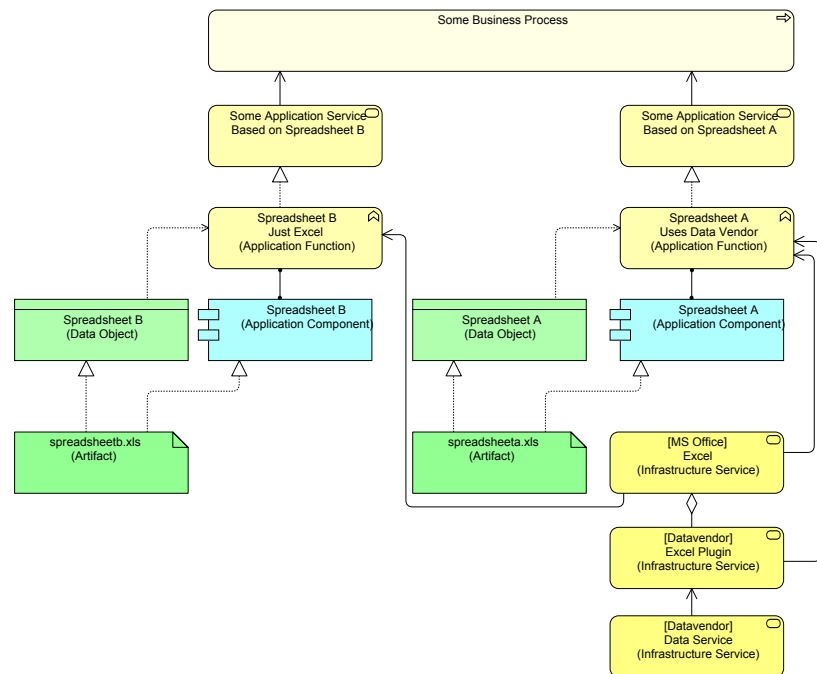 Some Business Process
Some Application Service
Based on Spreadsheet B
Some Application Service
Based on Spreadsheet A
Spreadsheet B
Just Excel
(Application Function)
Spreadsheet A
Uses Data Vendor
(Application Function)
Spreadsheet B
(Data Object)
Spreadsheet B
(Application Component)
Spreadsheet A
(Data Object)
Spreadsheet A
(Application Component)
spreadsheetb.xls
(Artifact)
spreadsheeta.xls
(Artifact)
[MS Office]
Excel
(Infrastructure Service)
[Datavendor]
Excel Plugin
(Infrastructure Service)
[Datavendor]
Data Service
(Infrastructure Service)